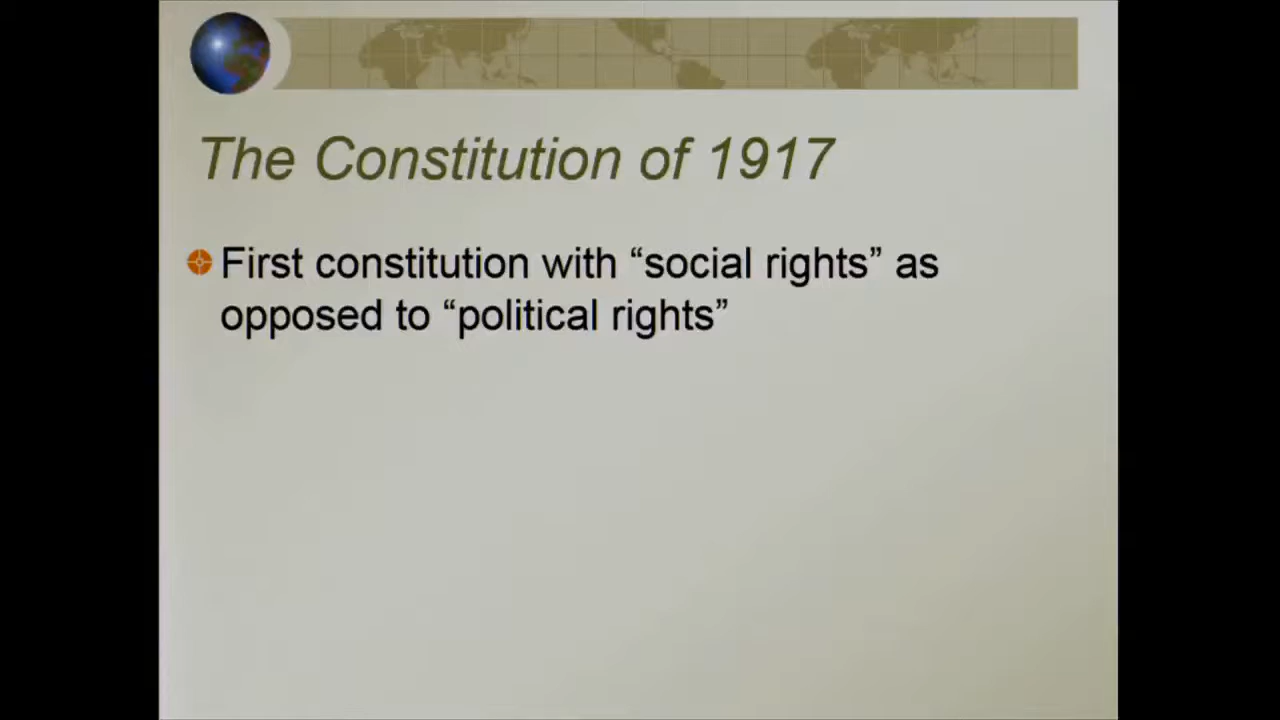 The Constitution of 1917
First constitution with “social rights” as
opposed to “political rights”